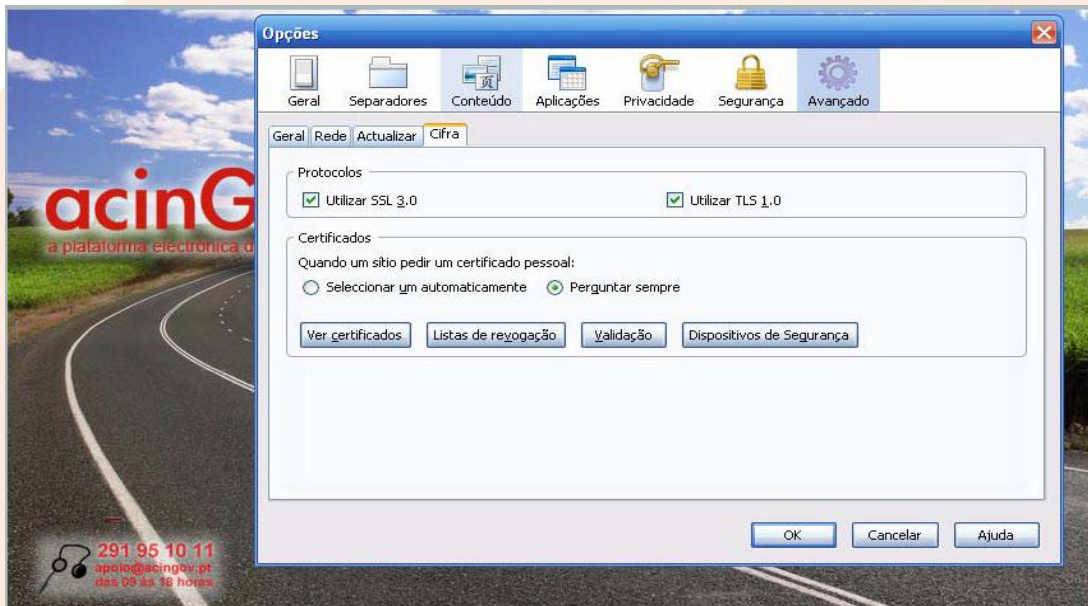 Opções
Geral Separadores Conteúdo Aplicações Privacidade Segurança Avançado
Geral Rede Actualizar Cifra
Protocolos
Utilizar SSL 3.0 Utilizar TLS 1.0
Certificados
Quando um sítio pedir um certificado pessoal:
Seleccionar um automaticamente Perguntar sempre
Ver certificados Listas de revogação Validação Dispositivos de Segurança
OK Cancelar Ajuda
acinG
a plataforma electrónica d
291 95 10 11
apoio@acingov.pt
das 09 às 18 horas